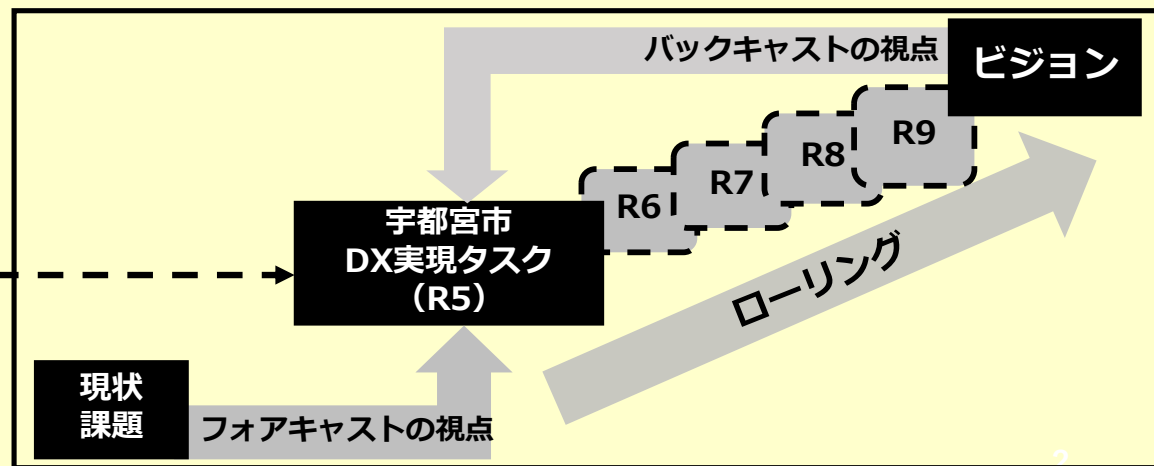 バックキャストの視点
ビジョン
R9
R8
R7
R6
宇都宮市
DX実現タスク
（R5）
ローリング
現状
課題
フォアキャストの視点
2